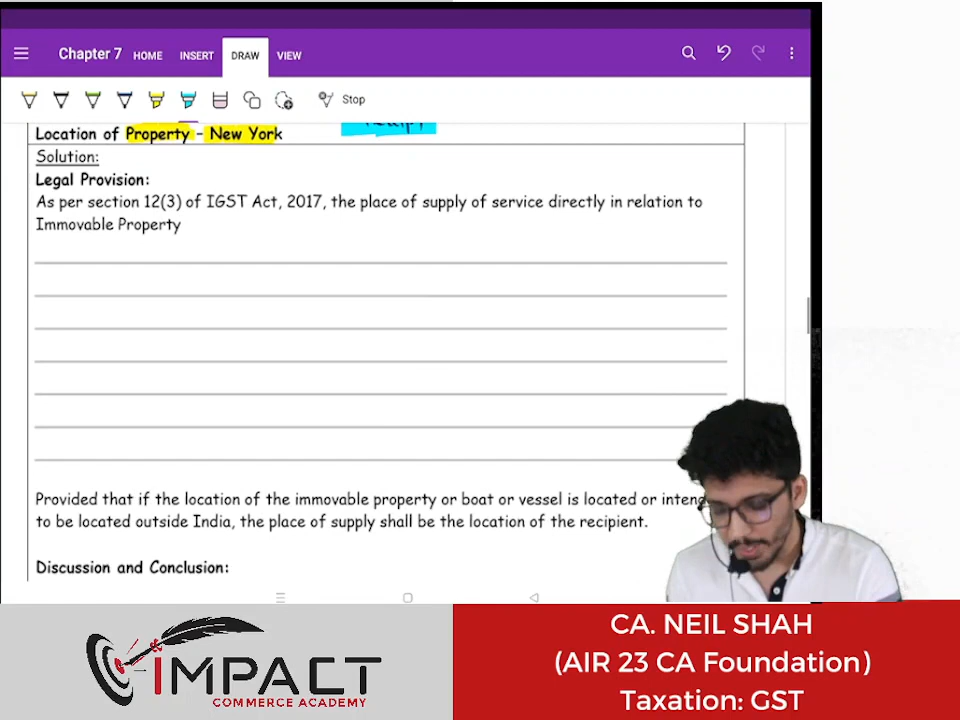 Chapter 7 HOME INSERT DRAW VIEW
Stop
Location of Property - New York
Solution:
Legal Provision:
As per section 12(3) of IGST Act, 2017, the place of supply of service directly in relation to
Immovable Property
Provided that if the location of the immovable property or boat or vessel is located or intend
to be located outside India, the place of supply shall be the location of the recipient.
Discussion and Conclusion:
IMPACT
COMMERCE ACADEMY
CA. NEIL SHAH
(AIR 23 CA Foundation)
Taxation: GST